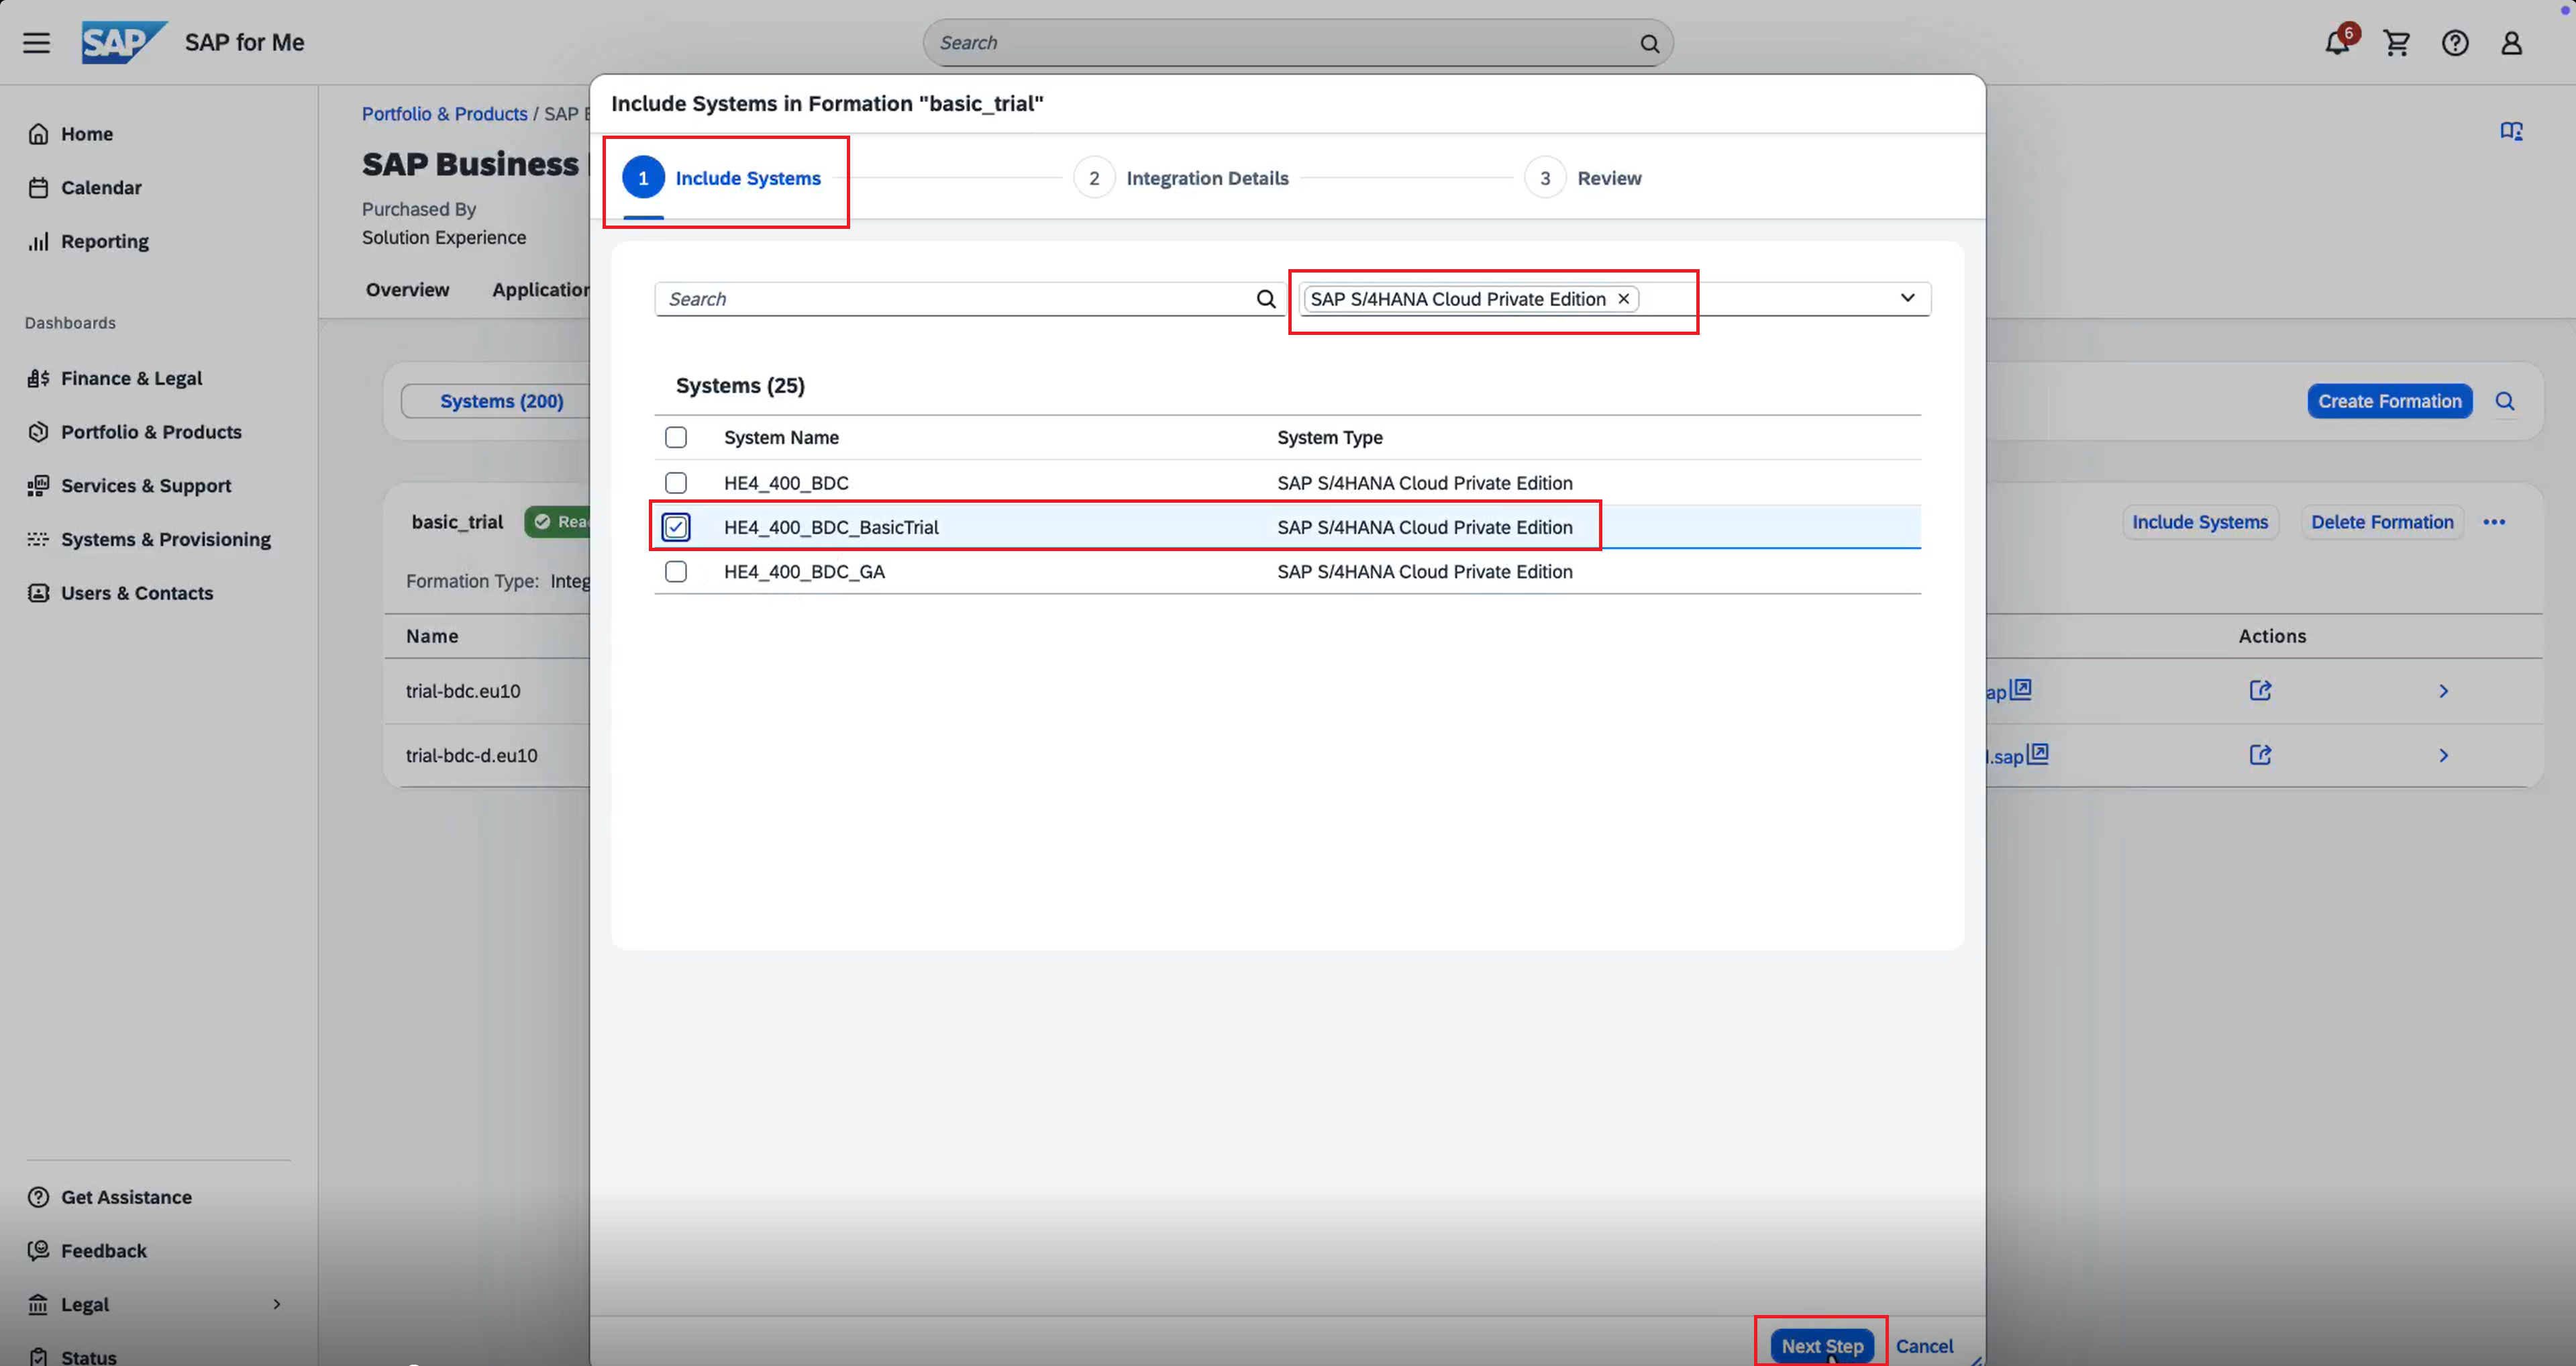 SAP
SAP for Me
Search
6
Home
Calendar
Reporting
Dashboards
Finance & Legal
Portfolio & Products
Services & Support
Systems & Provisioning
Users & Contacts
Get Assistance
Feedback
Legal
Status
Portfolio & Products / SAP
SAP Business
Purchased By
Solution Experience
Overview
Application
Systems (200)
Create Formation
basic_trial
Include Systems
Delete Formation
Formation Type:
Name
Actions
trial-bdc.eu10
trial-bdc-d.eu10
.sap
Include Systems in Formation "basic_trial"
1 Include Systems
2 Integration Details
3 Review
Search
SAP S/4HANA Cloud Private Edition
Systems (25)
System Name System Type
HE4_400_BDC SAP S/4HANA Cloud Private Edition
HE4_400_BDC_BasicTrial SAP S/4HANA Cloud Private Edition
HE4_400_BDC_GA SAP S/4HANA Cloud Private Edition
Next Step
Cancel